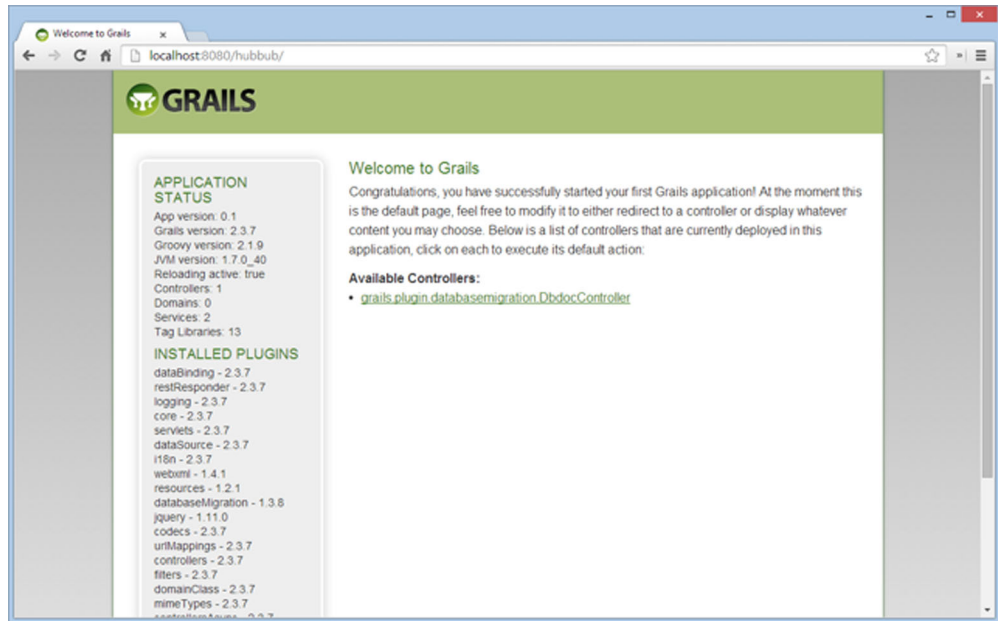 Welcome to Grails
localhost:8080/hubbub/
GRAILS
APPLICATION
STATUS
App version: 0.1
Grails version: 2.3.7
Groovy version: 2.1.9
JVM version: 1.7.0_40
Reloading active: true
Controllers: 1
Domains: 0
Services: 2
Tag Libraries: 13
INSTALLED PLUGINS
dataBinding - 2.3.7
restResponder - 2.3.7
logging - 2.3.7
core - 2.3.7
servlets - 2.3.7
dataSource - 2.3.7
i18n - 2.3.7
webxml - 1.4.1
resources - 1.2.1
databaseMigration - 1.3.8
jquery - 1.11.0
codecs - 2.3.7
urlMappings - 2.3.7
controllers - 2.3.7
filters - 2.3.7
domainClass - 2.3.7
mimeTypes - 2.3.7
Welcome to Grails
Congratulations, you have successfully started your first Grails application! At the moment this
is the default page, feel free to modify it to either redirect to a controller or display whatever
content you may choose. Below is a list of controllers that are currently deployed in this
application, click on each to execute its default action:
Available Controllers:
• grails.plugin.databasemigration.DbdocController